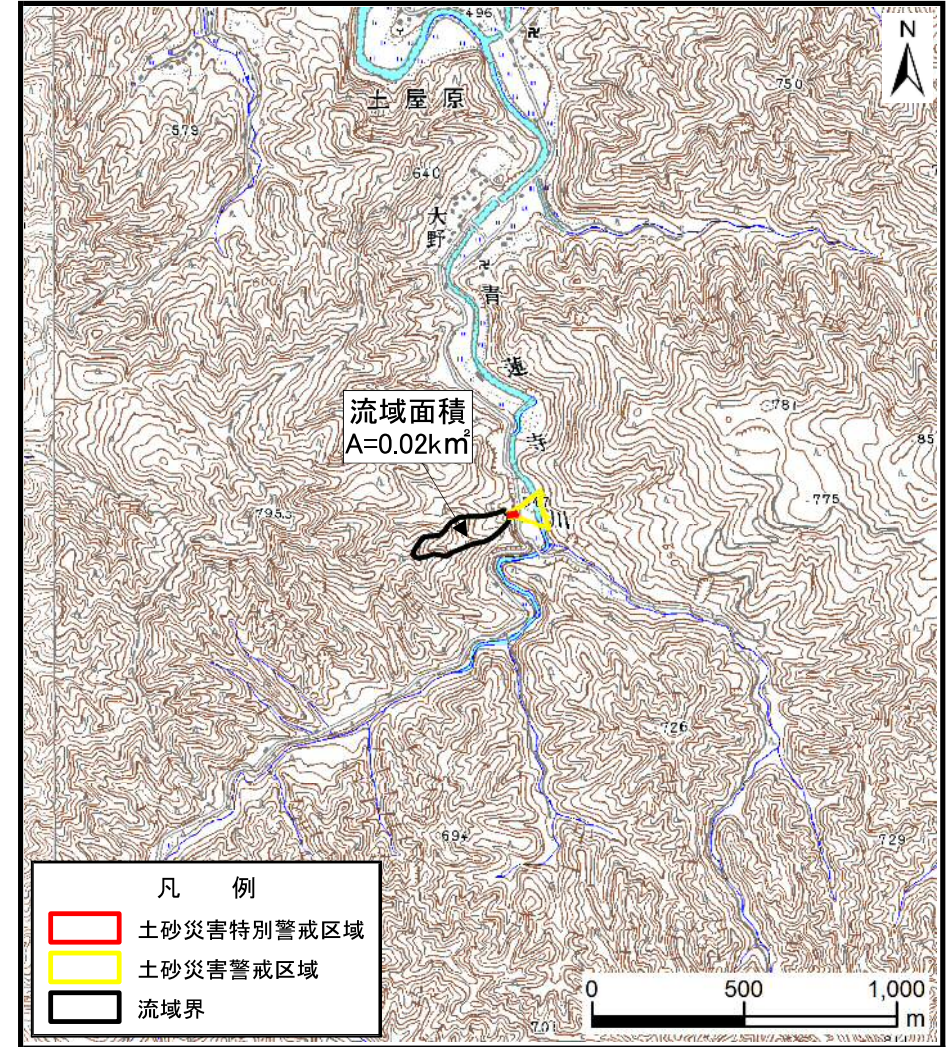 496
N
750
土屋原
579
640
大野
青
蓮
寺
川
781
85
流域面積
A=0.02k㎡
775
795
726
694
729
701
凡 例
土砂災害特別警戒区域
土砂災害警戒区域
流域界
0 500 1,000
m